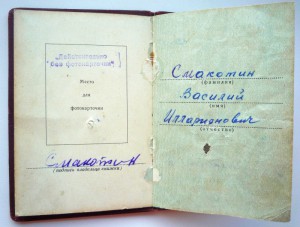 „Действительно
без фотокарточки"
Место
для
фотокарточки
Смакотин
(подпись владельца книжки)
Смакотин
(фамилия)
Василий
(имя)
Илларионович
(отчество)